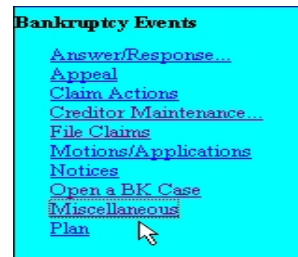 Bankruptcy Events
Answer/Response...
Appeal
Claim Actions
Creditor Maintenance...
File Claims
Motions/Applications
Notices
Open a BK Case
Miscellaneous
Plan